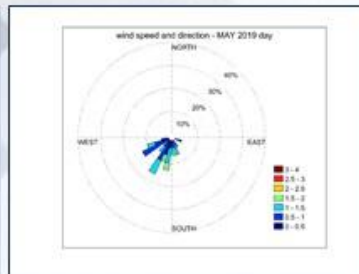 wind speed and direction - MAY 2019 day
NORTH
40%
30%
20%
10%
WEST
EAST
SOUTH
3 - 4
2.5 - 3
2 - 2.5
1.5 - 2
1 - 1.5
0.5 - 1
0 - 0.5